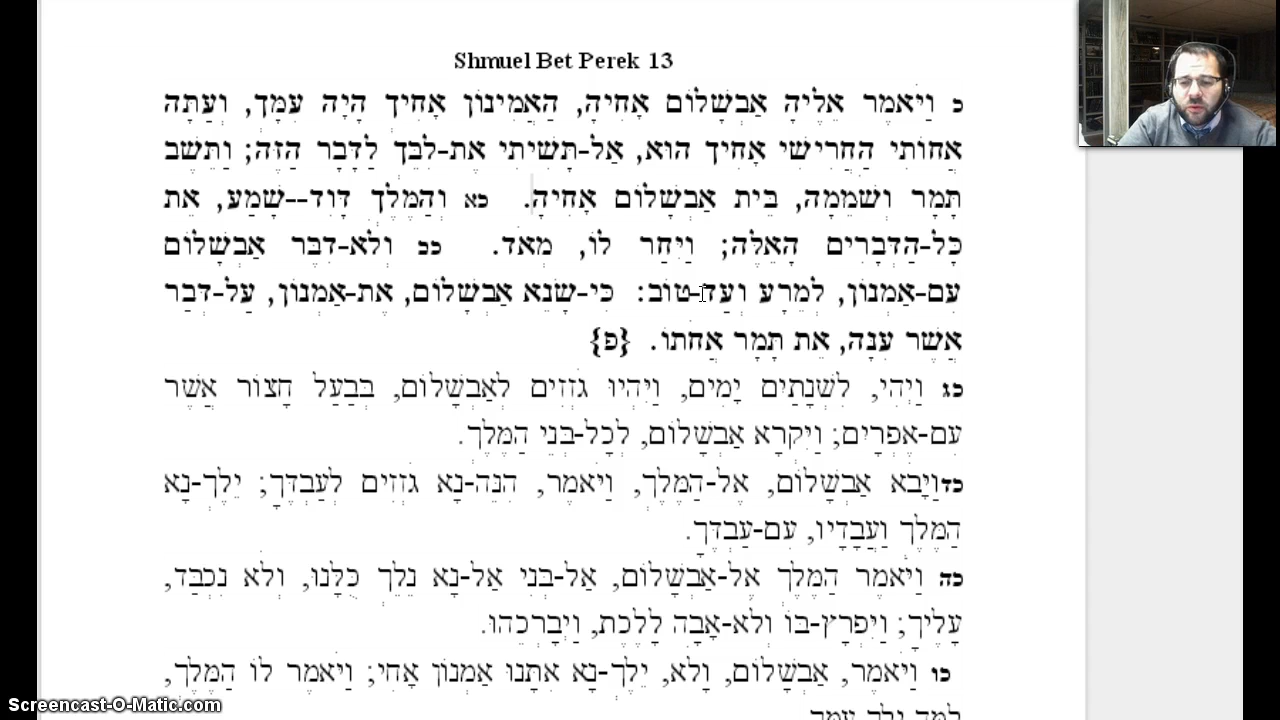 Shmuel Bet Perek 13
כ וַיֹּאמֶר אֵלֶיהָ אַבְשָׁלוֹם אָחִיהָ, הַאֲמִינוֹן אָחִיךְ הָיָה עִמָּךְ, וְעַתָּה
אֲחוֹתִי הַחֲרִישִׁי אָחִיךְ הוּא, אַל-תָּשִׁיתִי אֶת-לִבֵּךְ לַדָּבָר הַזֶּה; וַתֵּשֶׁב
תָּמָר וְשֹׁמֵמָה, בֵּית אַבְשָׁלוֹם אָחִיהָ. כא וְהַמֶּלֶךְ דָּוִד--שָׁמַע, אֵת
כָּל-הַדְּבָרִים הָאֵלֶּה; וַיִּחַר לוֹ, מְאֹד. ככ וְלֹא-דִבֶּר אַבְשָׁלוֹם
עִם-אַמְנוֹן, לְמֵרָע וְעַד-טוֹב: כִּי-שָׂנֵא אַבְשָׁלוֹם, אֶת-אַמְנוֹן, עַל-דְּבַר
אֲשֶׁר עִנָּה, אֵת תָּמָר אֲחֹתוֹ. {פ}
כג וַיְהִי, לִשְׁנָתַיִם יָמִים, וַיִּהְיוּ גֹזְזִים לְאַבְשָׁלוֹם, בְּבַעַל חָצוֹר אֲשֶׁר
עִם-אֶפְרָיִם; וַיִּקְרָא אַבְשָׁלוֹם, לְכָל-בְּנֵי הַמֶּלֶךְ.
כד וַיָּבֹא אַבְשָׁלוֹם, אֶל-הַמֶּלֶךְ, וַיֹּאמֶר, הִנֵּה-נָא גֹזְזִים לְעַבְדֶּךָ; יֵלֶךְ-נָא
הַמֶּלֶךְ וַעֲבָדָיו, עִם-עַבְדֶּךָ.
כה וַיֹּאמֶר הַמֶּלֶךְ אֶל-אַבְשָׁלוֹם, אַל-בְּנִי אַל-נָא נֵלֵךְ כֻּלָּנוּ, וְלֹא נִכְבַּד,
עָלֶיךָ; וַיִּפְרָץ-בּוֹ וְלֹא-אָבָה לָלֶכֶת, וַיְבָרְכֵהוּ.
כו וַיֹּאמֶר, אַבְשָׁלוֹם, וָלֹא, יֵלֶךְ-נָא אִתָּנוּ אַמְנוֹן אָחִי; וַיֹּאמֶר לוֹ הַמֶּלֶךְ,
Screencast-O-Matic.com